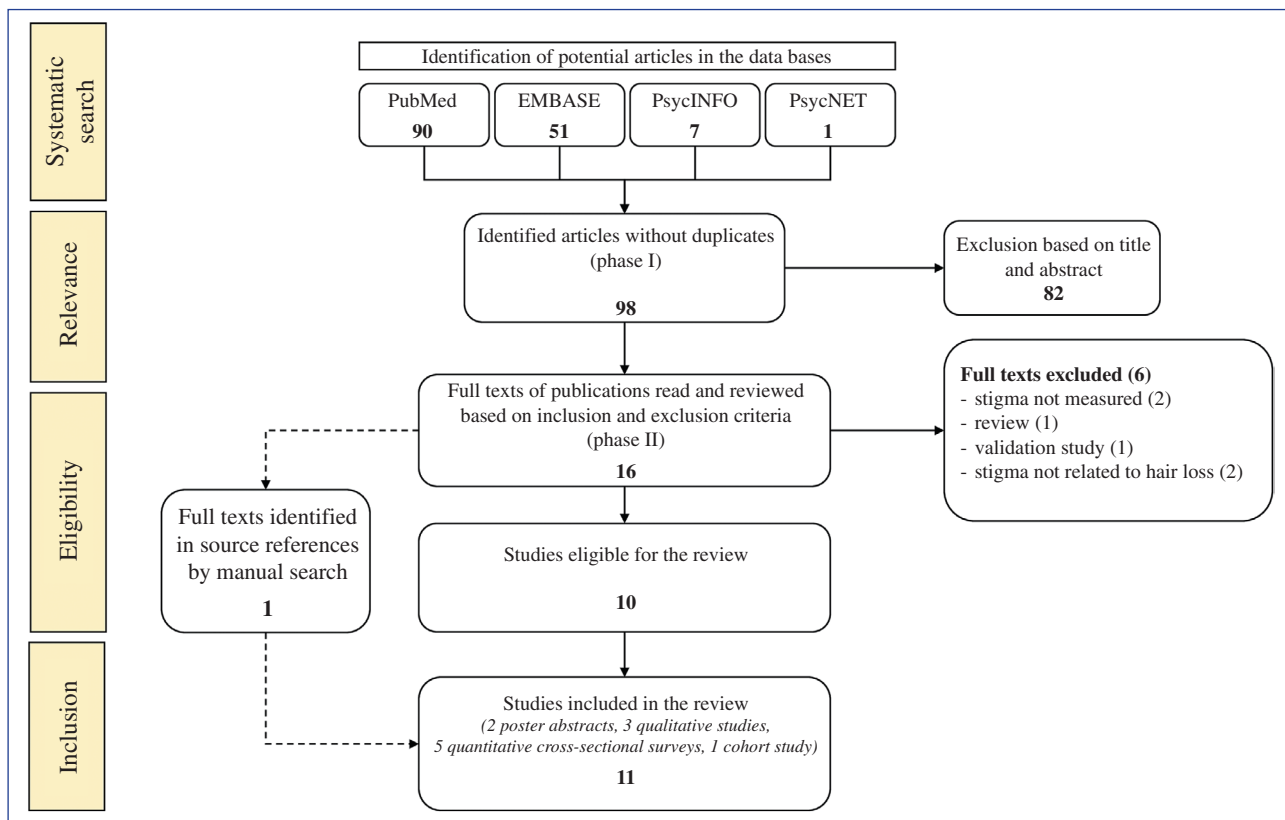 Systematic
search
Identification of potential articles in the data bases
PubMed
90
EMBASE
51
PsycINFO
7
PsycNET
1
Relevance
Identified articles without duplicates
(phase I)
98
Exclusion based on title
and abstract
82
Eligibility
Full texts of publications read and reviewed
based on inclusion and exclusion criteria
(phase II)
16
Full texts excluded (6)
- stigma not measured (2)
- review (1)
- validation study (1)
- stigma not related to hair loss (2)
Full texts identified
in source references
by manual search
1
Studies eligible for the review
10
Inclusion
Studies included in the review
(2 poster abstracts, 3 qualitative studies,
5 quantitative cross-sectional surveys, 1 cohort study)
11